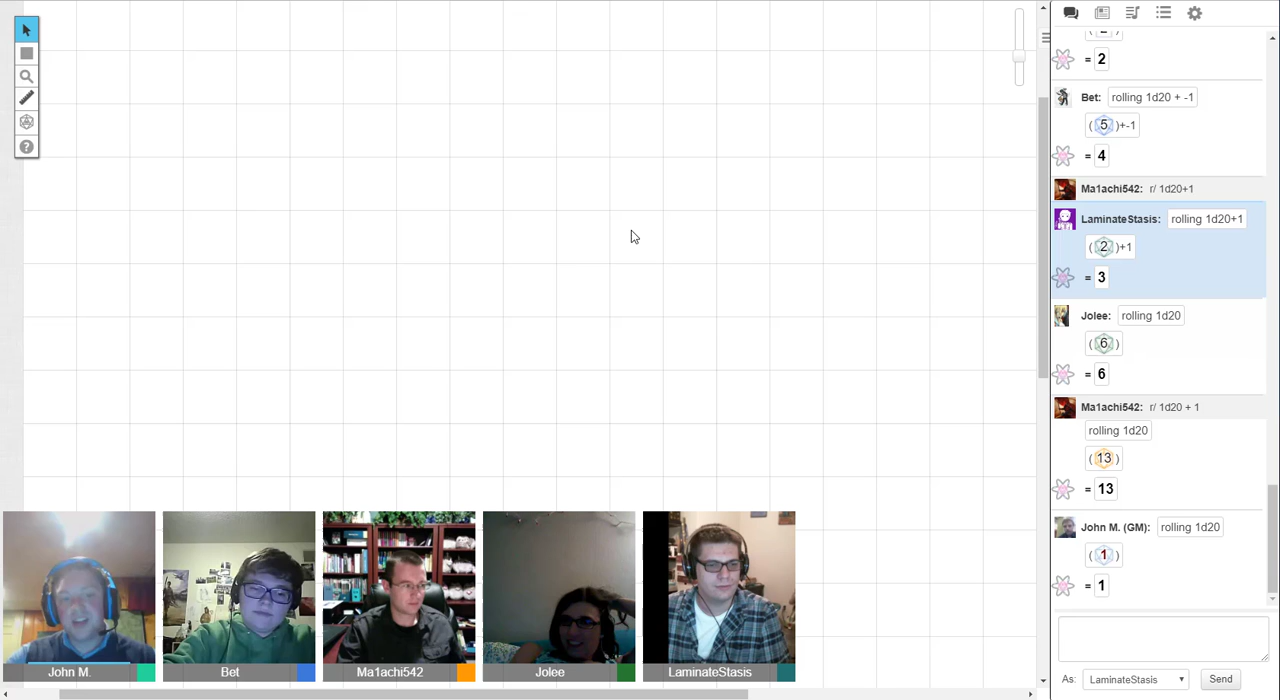 = 2
Bet: rolling 1d20 + -1
(5)+-1
= 4
Ma1achi542: r/ 1d20+1
LaminateStasis: rolling 1d20+1
(2)+1
= 3
Jolee: rolling 1d20
(6)
= 6
Ma1achi542: r/ 1d20 + 1
rolling 1d20
(13)
= 13
John M. (GM): rolling 1d20
(1)
= 1
As: LaminateStasis Send
John M. Bet Ma1achi542 Jolee LaminateStasis